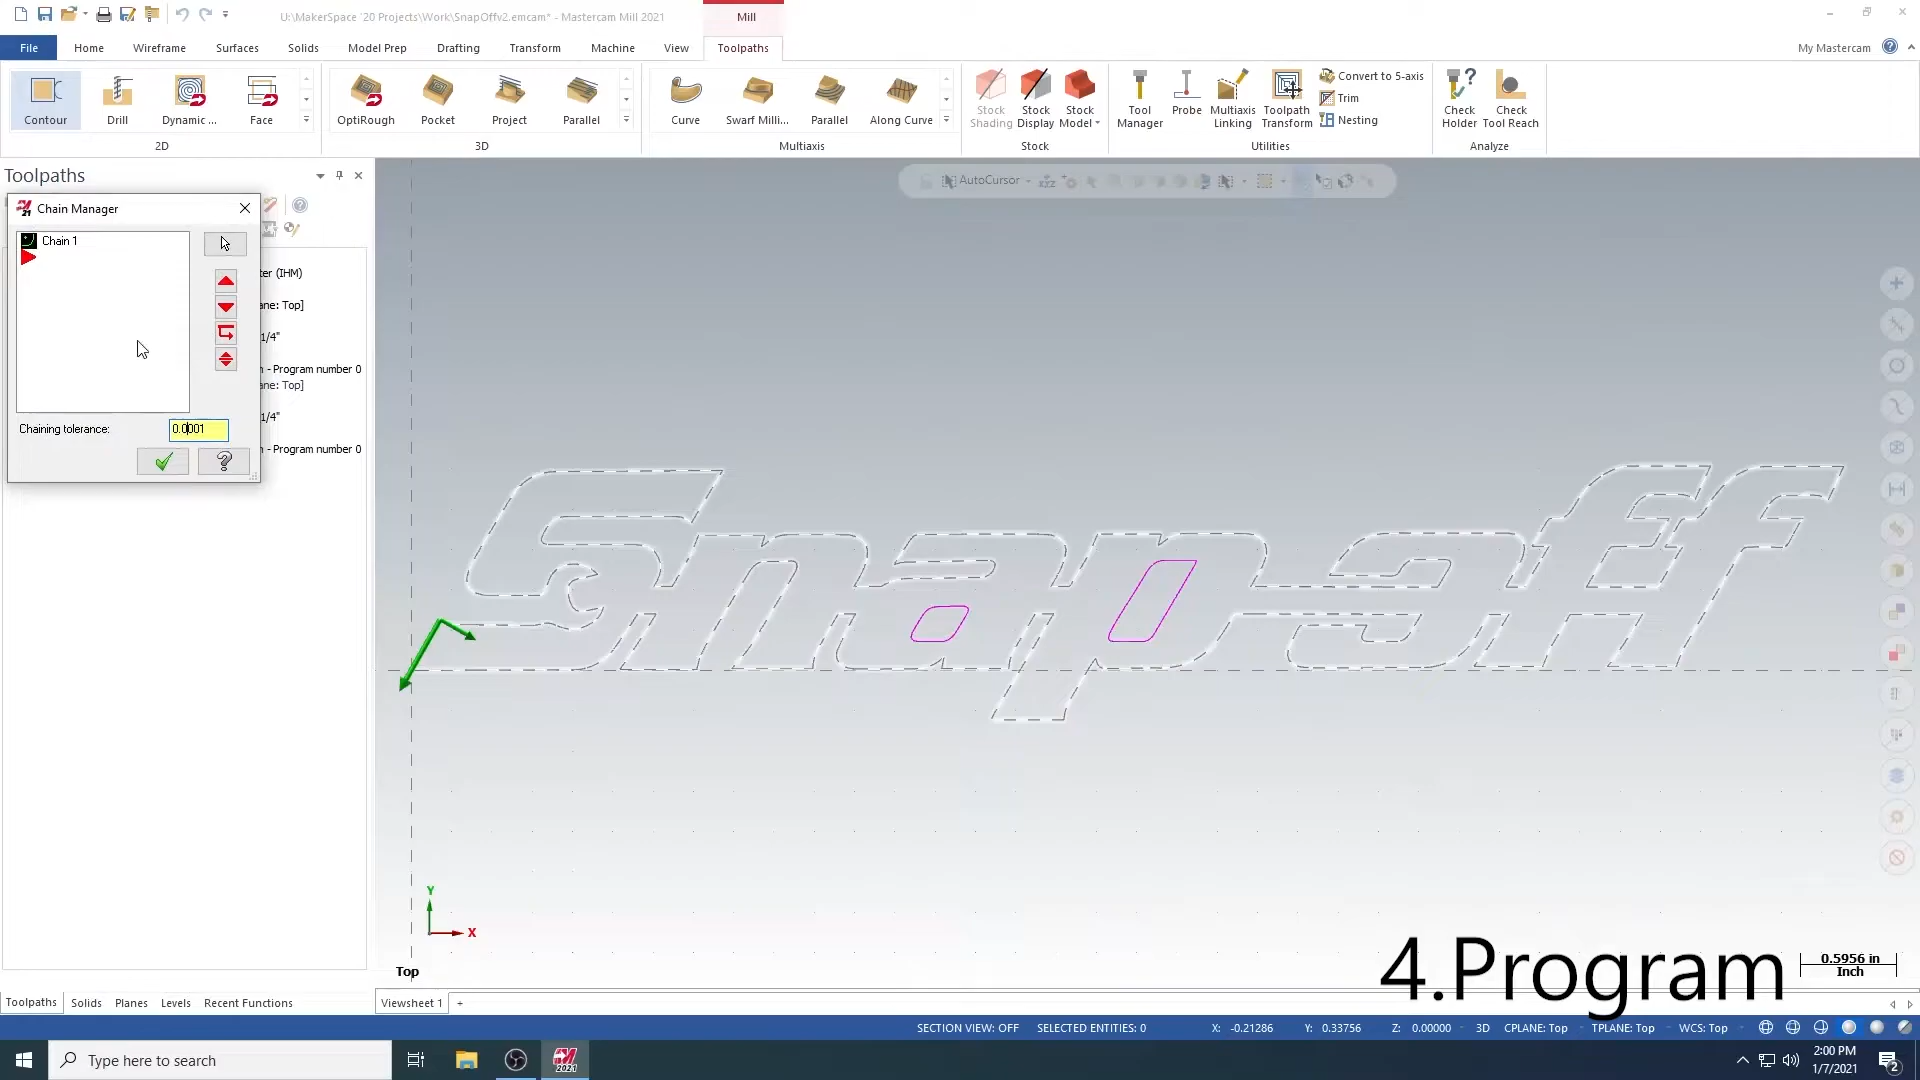 U:\MakerSpace '20 Projects\Work\SnapOffv2.emcam* - Mastercam Mill 2021
Mill
File
Home
Wireframe
Surfaces
Solids
Model Prep
Drafting
Transform
Machine
View
Toolpaths
My Mastercam
Contour
Drill
Dynamic ...
Face
2D
OptiRough
Pocket
Project
Parallel
3D
Curve
Swarf Milli...
Parallel
Along Curve
Multiaxis
Stock Shading
Stock Display
Stock Model
Stock
Tool Manager
Probe
Multiaxis Linking
Toolpath Transform
Convert to 5-axis
Trim
Nesting
Utilities
Check Holder
Check Tool Reach
Analyze
Toolpaths
Chain Manager
Chain 1
ter (IHM)
ane: Top]
1/4"
- Program number 0
ane: Top]
1/4"
- Program number 0
Chaining tolerance:
0.0001
AutoCursor
Snap-off
Y
X
Top
4.Program
0.5956 in
Inch
Toolpaths
Solids
Planes
Levels
Recent Functions
Viewsheet 1
+
SECTION VIEW: OFF
SELECTED ENTITIES: 0
X: -0.21286
Y: 0.33756
Z: 0.00000
3D
CPLANE: Top
TPLANE: Top
WCS: Top
Type here to search
2021
2:00 PM
1/7/2021
2